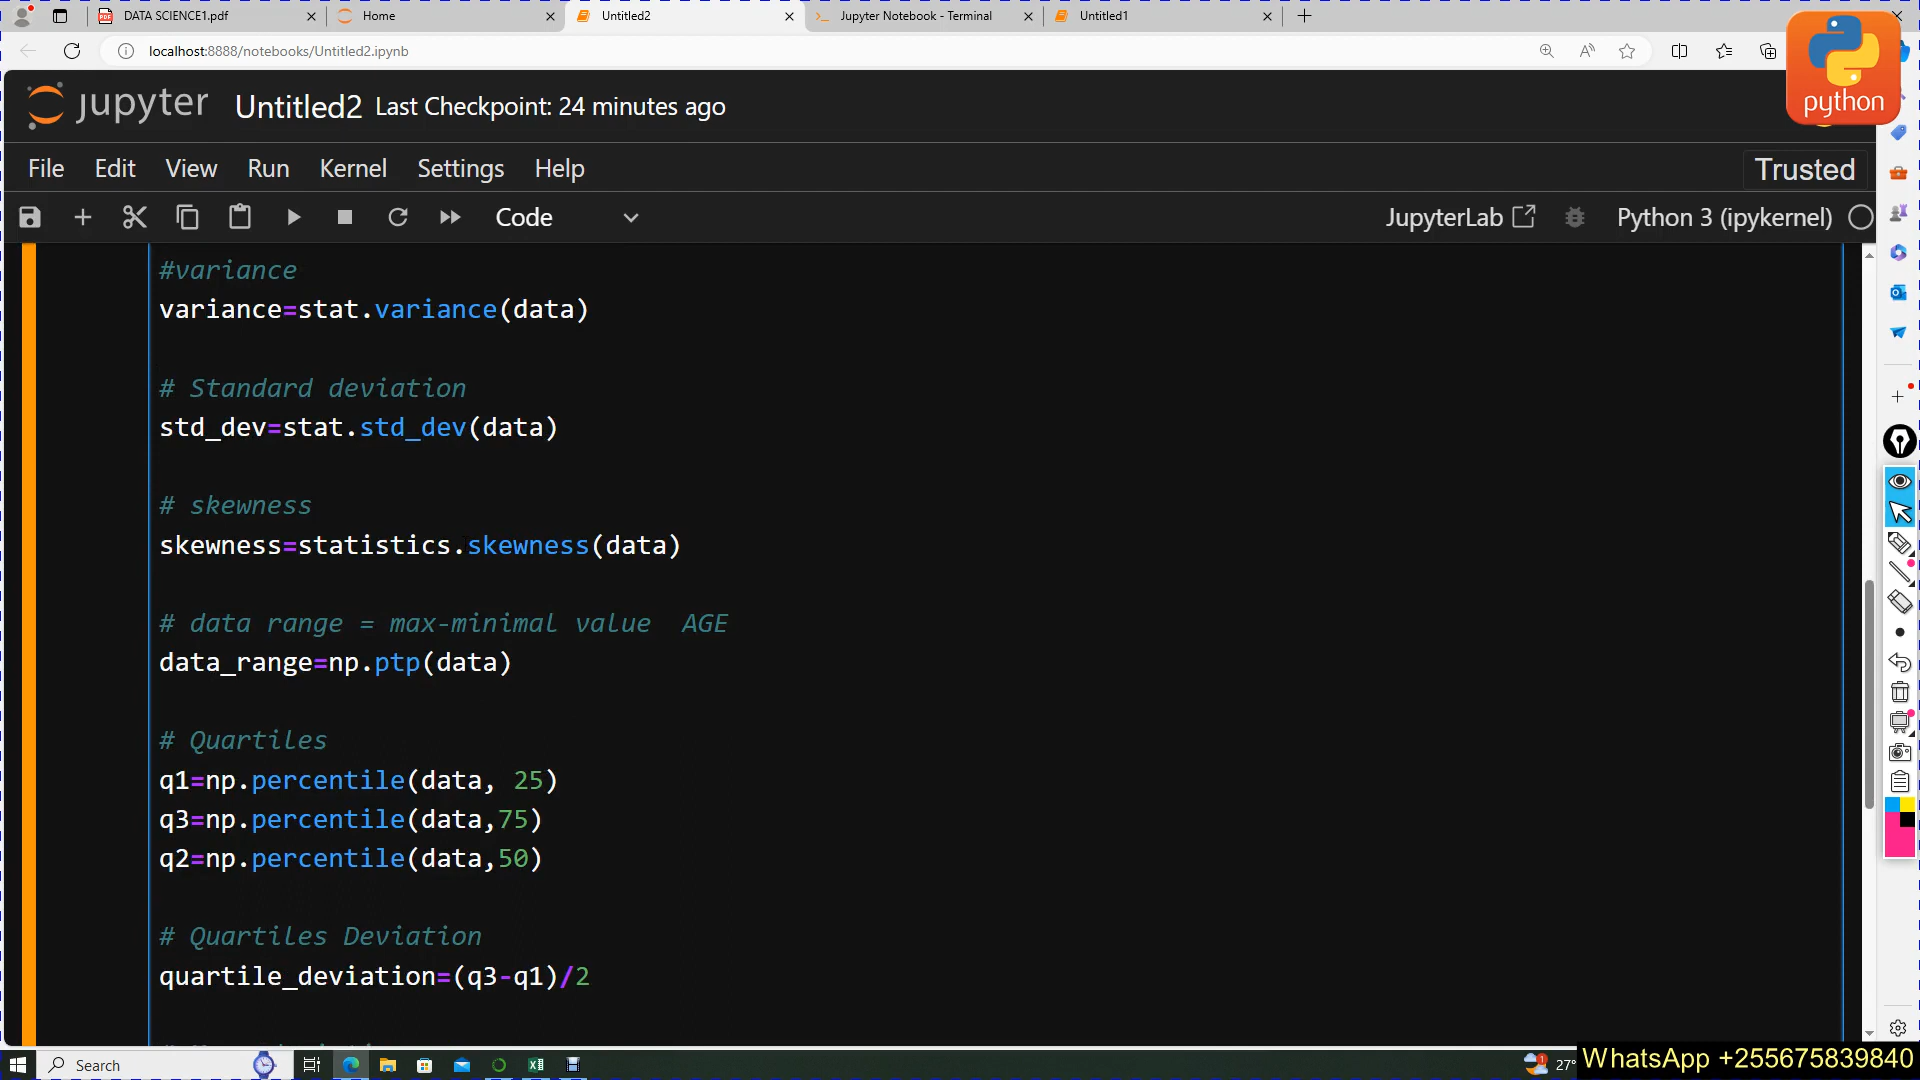 DATA SCIENCE1.pdf
Home
Untitled2
Jupyter Notebook - Terminal
Untitled1
localhost:8888/notebooks/Untitled2.ipynb
python
jupyter Untitled2 Last Checkpoint: 24 minutes ago
File Edit View Run Kernel Settings Help Trusted
Code JupyterLab Python 3 (ipykernel)
#variance
variance=stat.variance(data)
# Standard deviation
std_dev=stat.std_dev(data)
# skewness
skewness=statistics.skewness(data)
# data range = max-minimal value  AGE
data_range=np.ptp(data)
# Quartiles
q1=np.percentile(data, 25)
q3=np.percentile(data,75)
q2=np.percentile(data,50)
# Quartiles Deviation
quartile_deviation=(q3-q1)/2
Search
27°
WhatsApp +255675839840